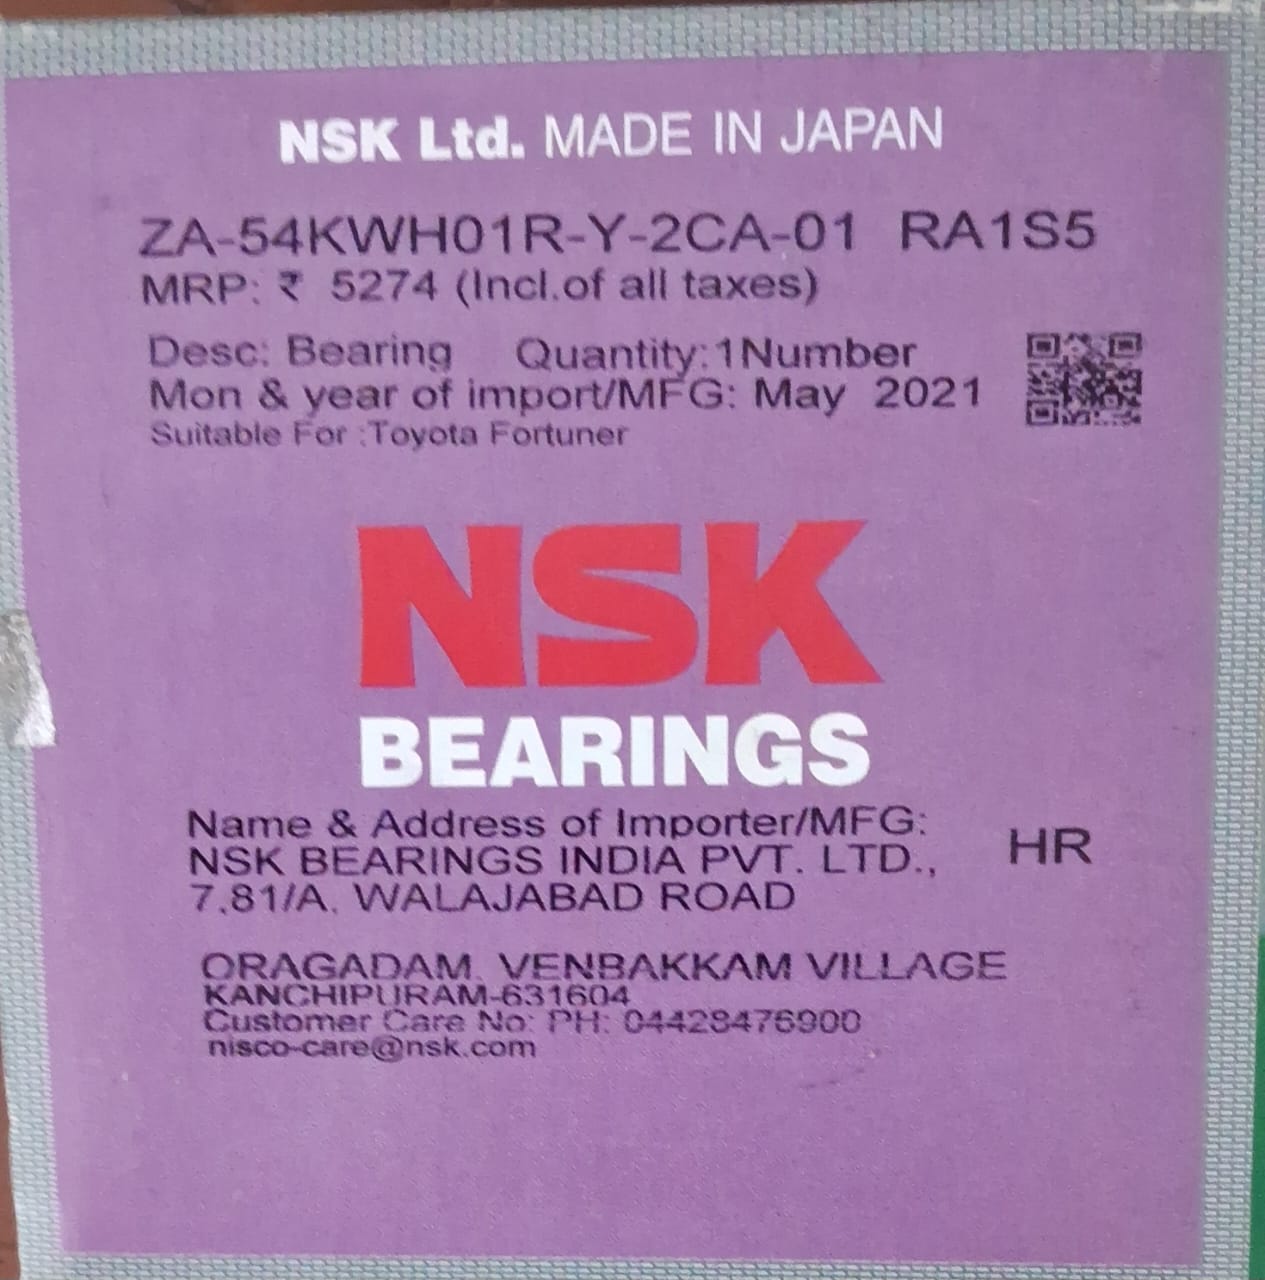 NSK Ltd. MADE IN JAPAN
ZA-54KWH01R-Y-2CA-01 RA1S5
MRP: ₹ 5274 (Incl.of all taxes)
Desc: Bearing Quantity:1Number
Mon & year of import/MFG: May 2021
Suitable For :Toyota Fortuner
NSK
BEARINGS
Name & Address of Importer/MFG:
NSK BEARINGS INDIA PVT. LTD.,
HR
7.81/A. WALAJABAD ROAD
ORAGADAM. VENBAKKAM VILLAGE
KANCHIPURAM-631604
Customer Care No: PH: 04428476900
nisco-care@nsk.com